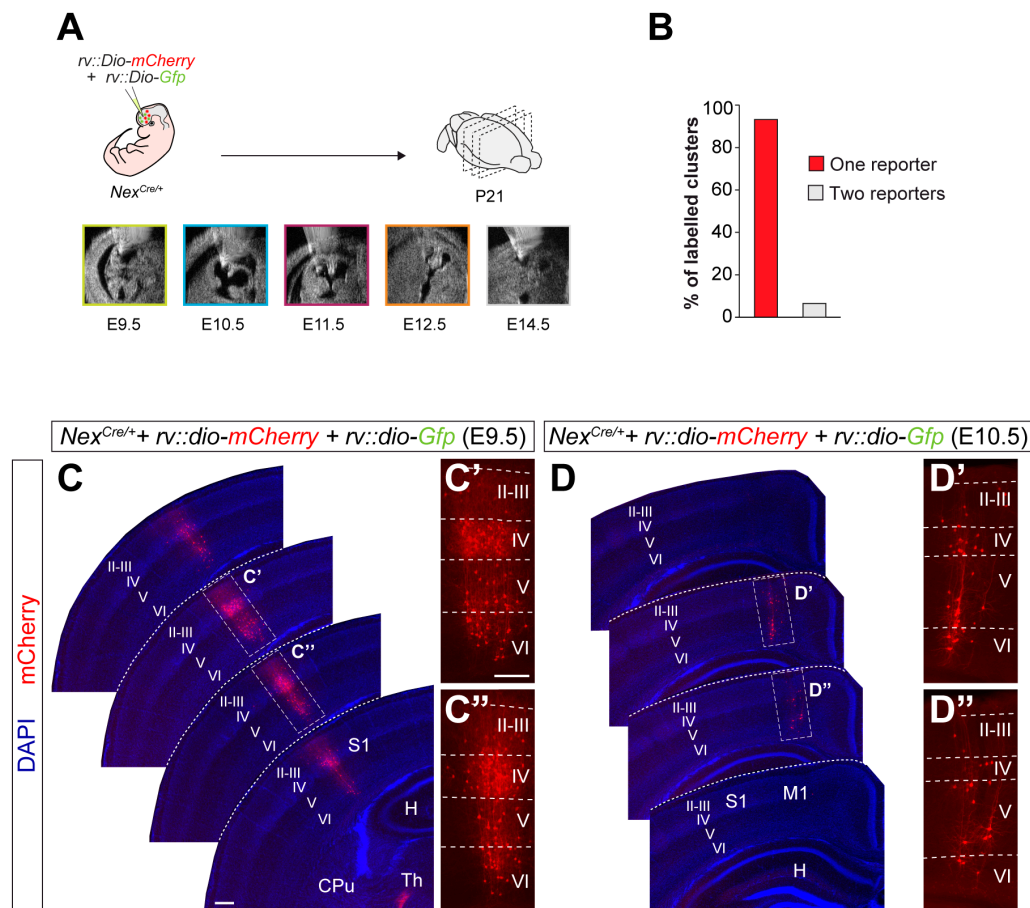 A
rv::Dio-mCherry
+ rv::Dio-Gfp
Nex^Cre/+
P21
E9.5 E10.5 E11.5 E12.5 E14.5
B
% of labelled clusters
100
80
60
40
20
0
One reporter
Two reporters
Nex^Cre/+ + rv::dio-mCherry + rv::dio-Gfp (E9.5)
DAPI mCherry
C
II-III
IV
V
VI
C’
II-III
IV
V
VI
C’’
II-III
IV
V
VI
S1
II-III
IV
V
VI
H
CPu
Th
C’
II-III
IV
V
VI
C’’
II-III
IV
V
VI
Nex^Cre/+ + rv::dio-mCherry + rv::dio-Gfp (E10.5)
D
II-III
IV
V
VI
D’
II-III
IV
V
VI
D’’
II-III
IV
V
VI
M1
S1
II-III
IV
V
VI
H
D’
II-III
IV
V
VI
D’’
II-III
IV
V
VI